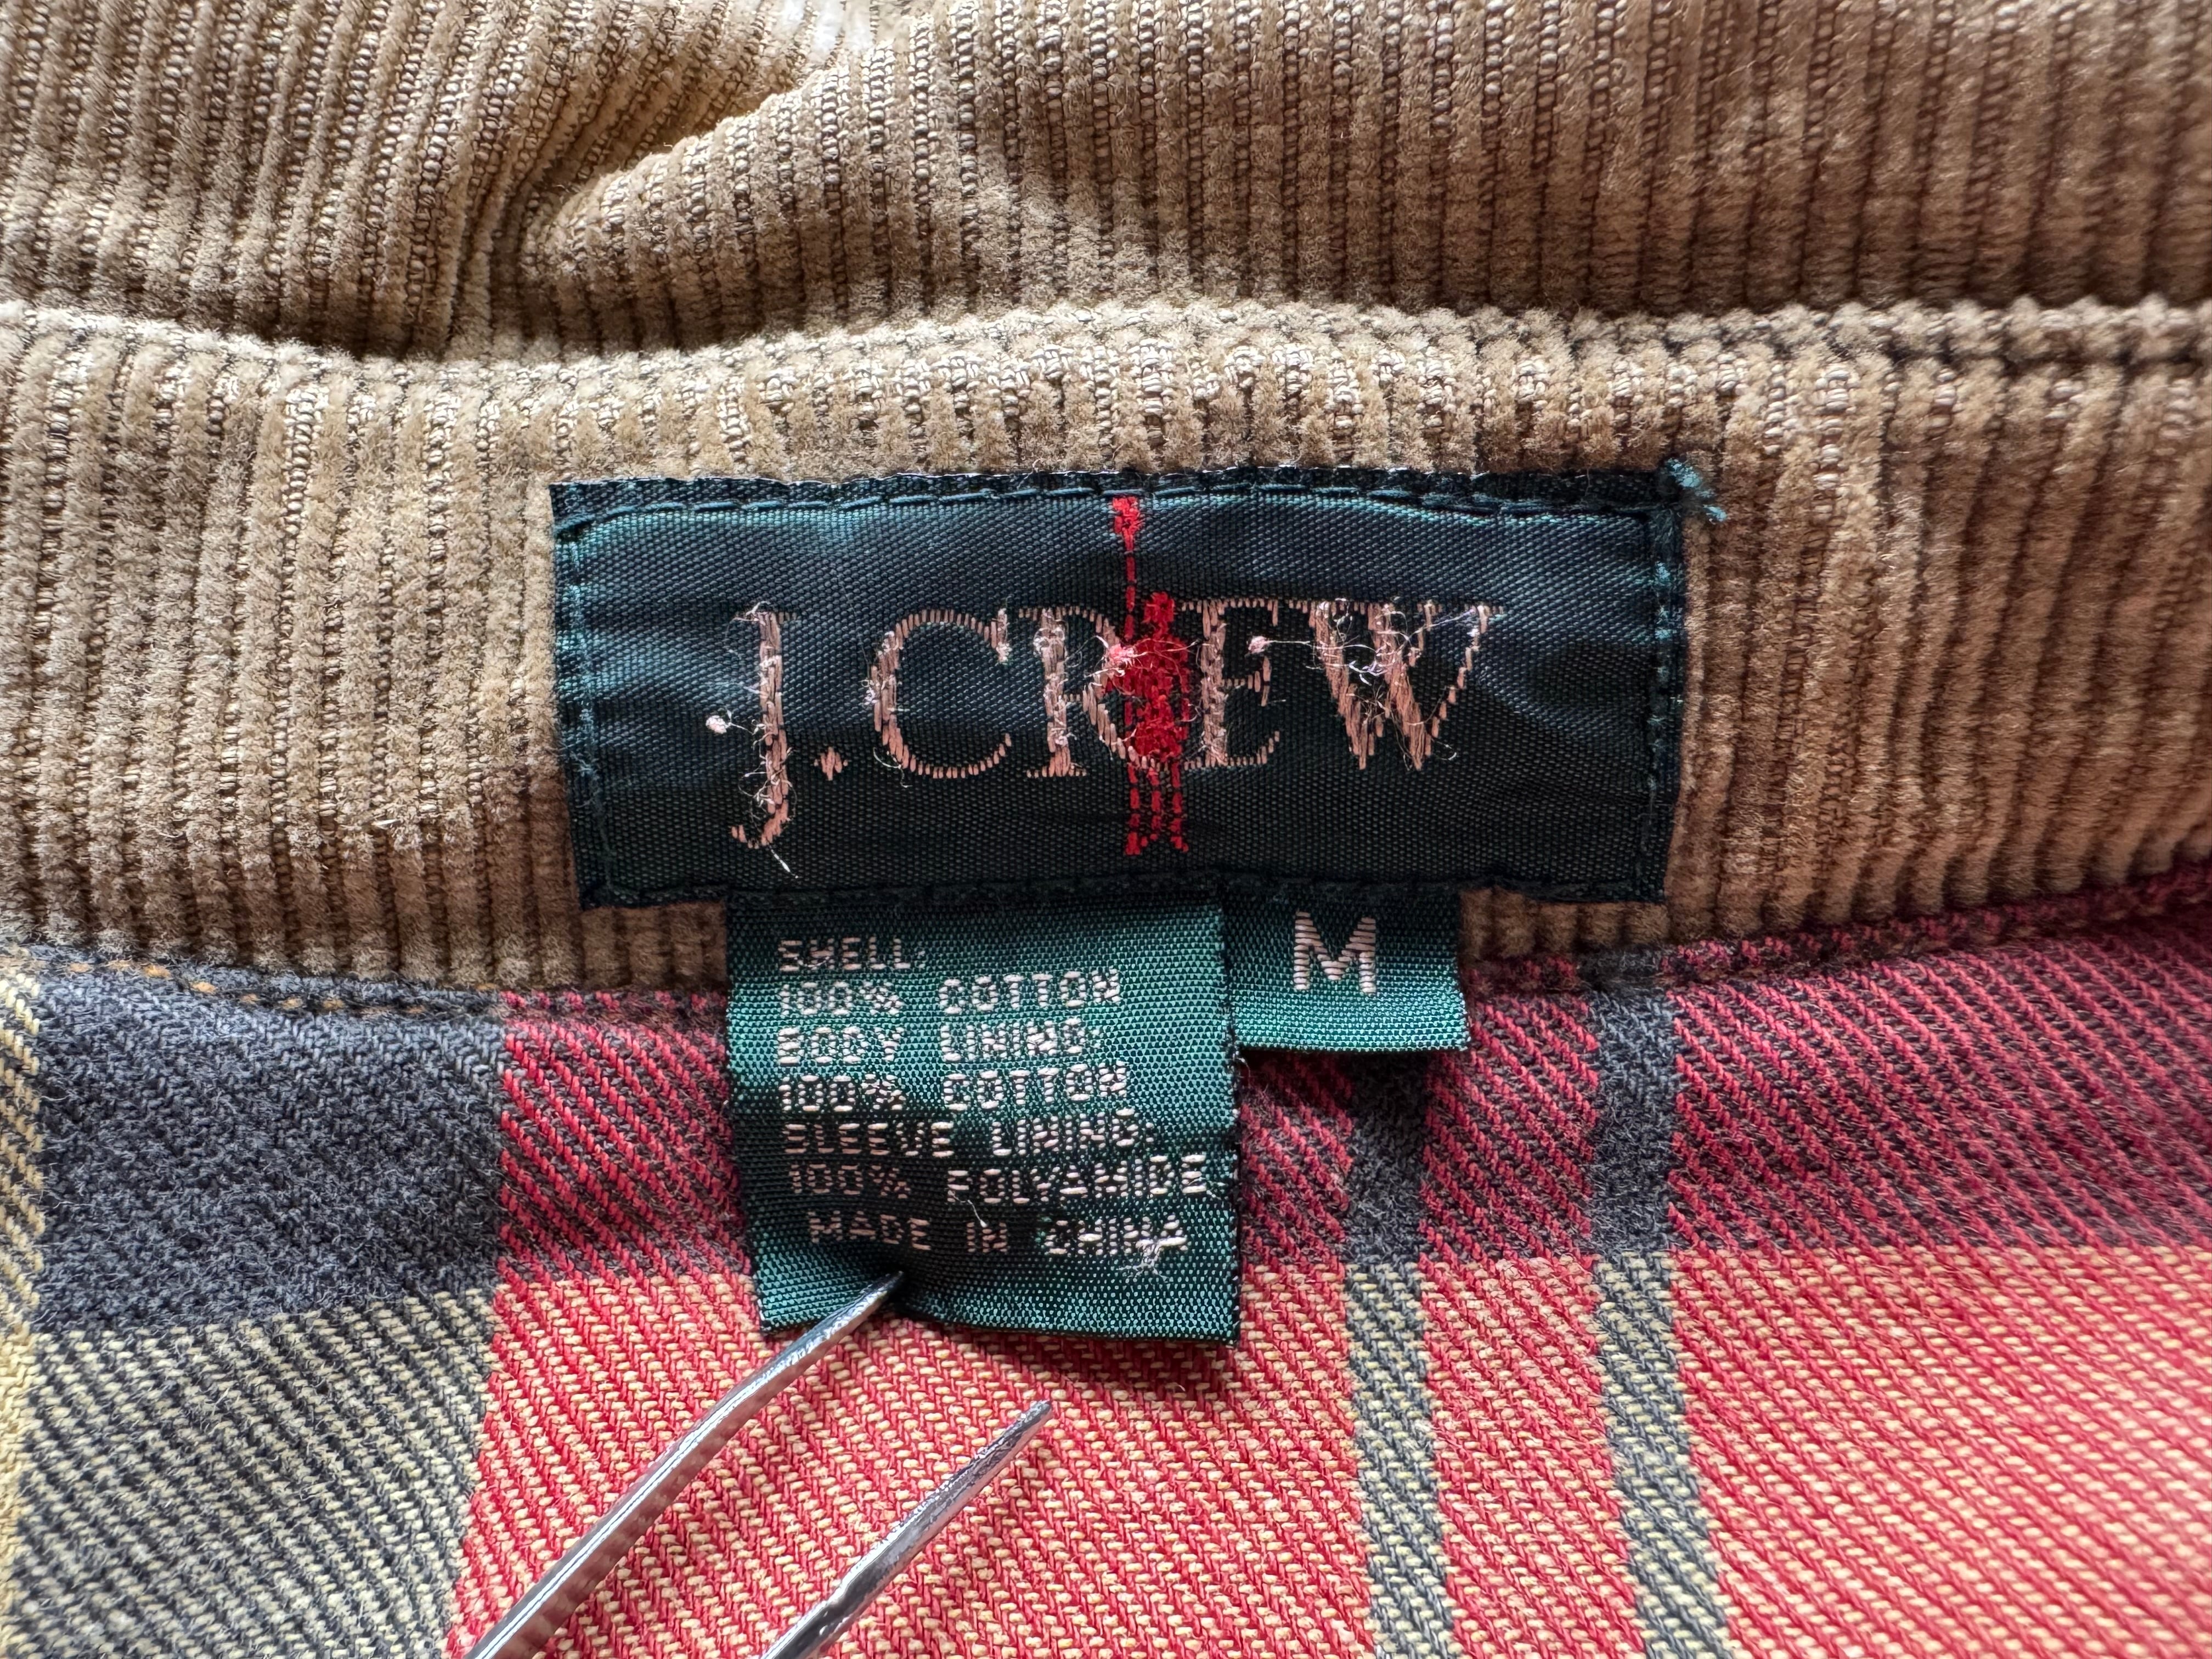 J.CREW
M
SHELL:
100% COTTON
BODY LINING:
100% COTTON
SLEEVE LINING:
100% POLYAMIDE
MADE IN CHINA